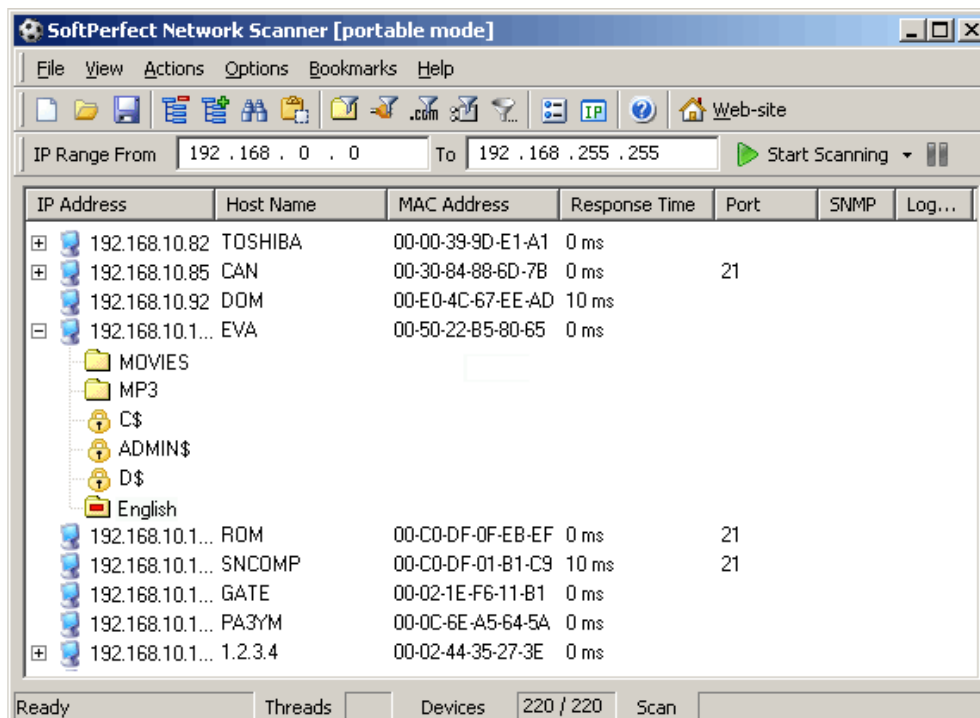 SoftPerfect Network Scanner [portable mode]
File View Actions Options Bookmarks Help
.com IP Web-site
IP Range From 192 . 168 . 0 . 0 To 192 . 168 . 255 . 255 Start Scanning
IP Address Host Name MAC Address Response Time Port SNMP Log...
192.168.10.82 TOSHIBA 00-00-39-9D-E1-A1 0 ms
192.168.10.85 CAN 00-30-84-88-6D-7B 0 ms 21
192.168.10.92 DOM 00-E0-4C-67-EE-AD 10 ms
192.168.10.1... EVA 00-50-22-B5-80-65 0 ms
MOVIES
MP3
C$
ADMIN$
D$
English
192.168.10.1... ROM 00-C0-DF-0F-EB-EF 0 ms 21
192.168.10.1... SNCOMP 00-C0-DF-01-B1-C9 10 ms 21
192.168.10.1... GATE 00-02-1E-F6-11-B1 0 ms
192.168.10.1... PA3YM 00-0C-6E-A5-64-5A 0 ms
192.168.10.1... 1.2.3.4 00-02-44-35-27-3E 0 ms
Ready Threads Devices 220 / 220 Scan